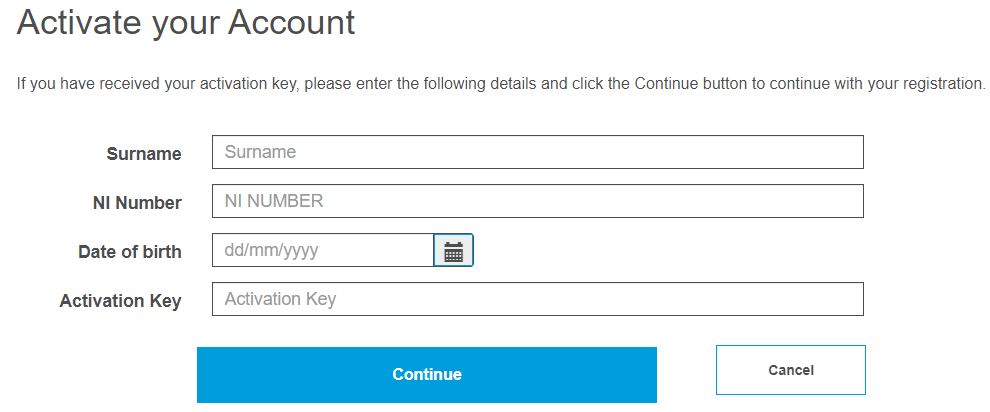 Activate your Account
If you have received your activation key, please enter the following details and click the Continue button to continue with your registration.
Surname Surname
NI Number NI NUMBER
Date of birth dd/mm/yyyy
Activation Key Activation Key
Continue Cancel